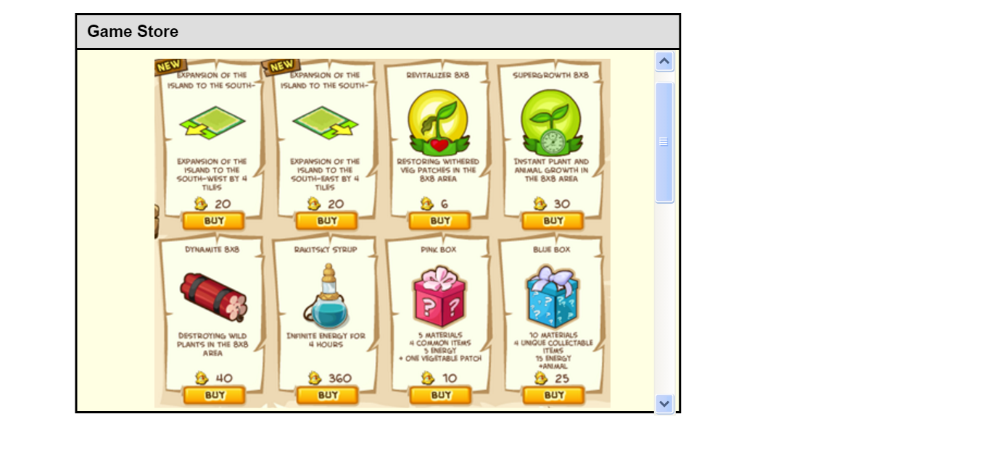 Game Store
NEW
EXPANSION OF THE
ISLAND TO THE SOUTH-
EXPANSION OF THE
ISLAND TO THE
SOUTH-WEST BY 4
TILES
20
BUY
NEW
EXPANSION OF THE
ISLAND TO THE SOUTH-
EXPANSION OF THE
ISLAND TO THE
SOUTH-EAST BY 4
TILES
20
BUY
REVITALIZER 8X8
RESTORING WITHERED
VEG PATCHES IN THE
8X8 AREA
6
BUY
SUPERGROWTH 8X8
INSTANT PLANT AND
ANIMAL GROWTH IN
THE 8X8 AREA
30
BUY
DYNAMITE 8X8
DESTROYING WILD
PLANTS IN THE 8X8
AREA
40
BUY
RAKITSKY SYRUP
INFINITE ENERGY FOR
4 HOURS
360
BUY
PINK BOX
? ?
5 MATERIALS
4 COMMON ITEMS
5 ENERGY
+ ONE VEGETABLE PATCH
10
BUY
BLUE BOX
10 MATERIALS
4 UNIQUE COLLECTABLE
ITEMS
15 ENERGY
+ANIMAL
25
BUY